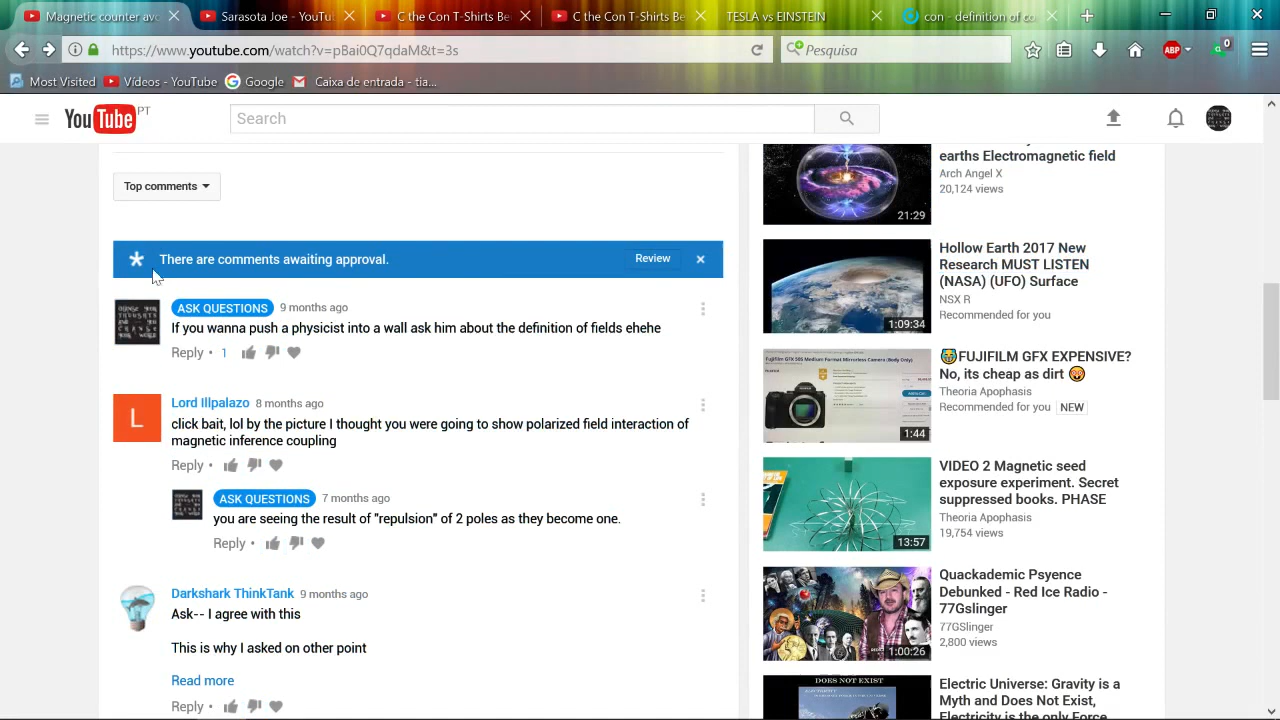 Magnetic counter avc
Sarasota Joe - YouTu
C the Con T-Shirts Be
C the Con T-Shirts Be
TESLA vs EINSTEIN
con - definition of co
https://www.youtube.com/watch?v=pBai0Q7qdaM&t=3s
Pesquisa
ABP
0
Most Visited
Vídeos - YouTube
Google
Caixa de entrada - tia...
YouTube PT
Search
Top comments
There are comments awaiting approval.
Review
ASK QUESTIONS 9 months ago
If you wanna push a physicist into a wall ask him about the definition of fields ehehe
Reply • 1
L
Lord Illpalazo 8 months ago
click bait, lol by the picture I thought you were going to show polarized field interaction of
magnetic inference coupling
Reply •
ASK QUESTIONS 7 months ago
you are seeing the result of "repulsion" of 2 poles as they become one.
Reply •
Darkshark ThinkTank 9 months ago
Ask-- I agree with this
This is why I asked on other point
Read more
Reply •
earths Electromagnetic field
Arch Angel X
20,124 views
21:29
Hollow Earth 2017 New
Research MUST LISTEN
(NASA) (UFO) Surface
NSX R
Recommended for you
1:09:34
FUJIFILM GFX EXPENSIVE?
No, its cheap as dirt
Theoria Apophasis
Recommended for you NEW
1:44
VIDEO 2 Magnetic seed
exposure experiment. Secret
suppressed books. PHASE
Theoria Apophasis
19,754 views
13:57
Quackademic Psyence
Debunked - Red Ice Radio -
77Gslinger
77GSlinger
2,800 views
1:00:26
DOES NOT EXIST
Electric Universe: Gravity is a
Myth and Does Not Exist,
Electricity is the only Force